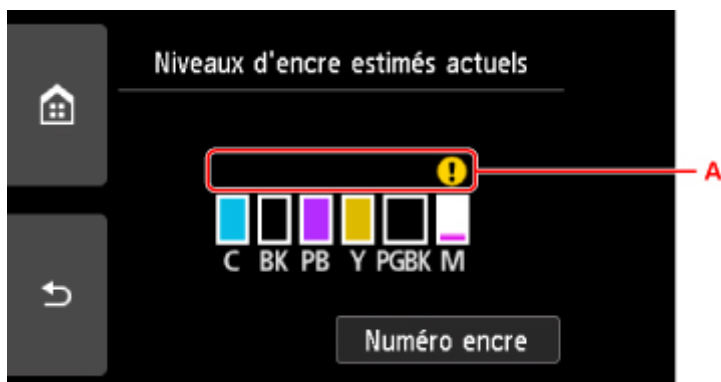 Niveaux d'encre estimés actuels
A
C BK PB Y PGBK M
Numéro encre